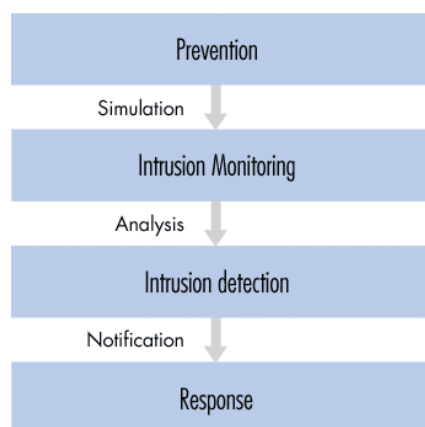 Prevention
Simulation
Intrusion Monitoring
Analysis
Intrusion detection
Notification
Response